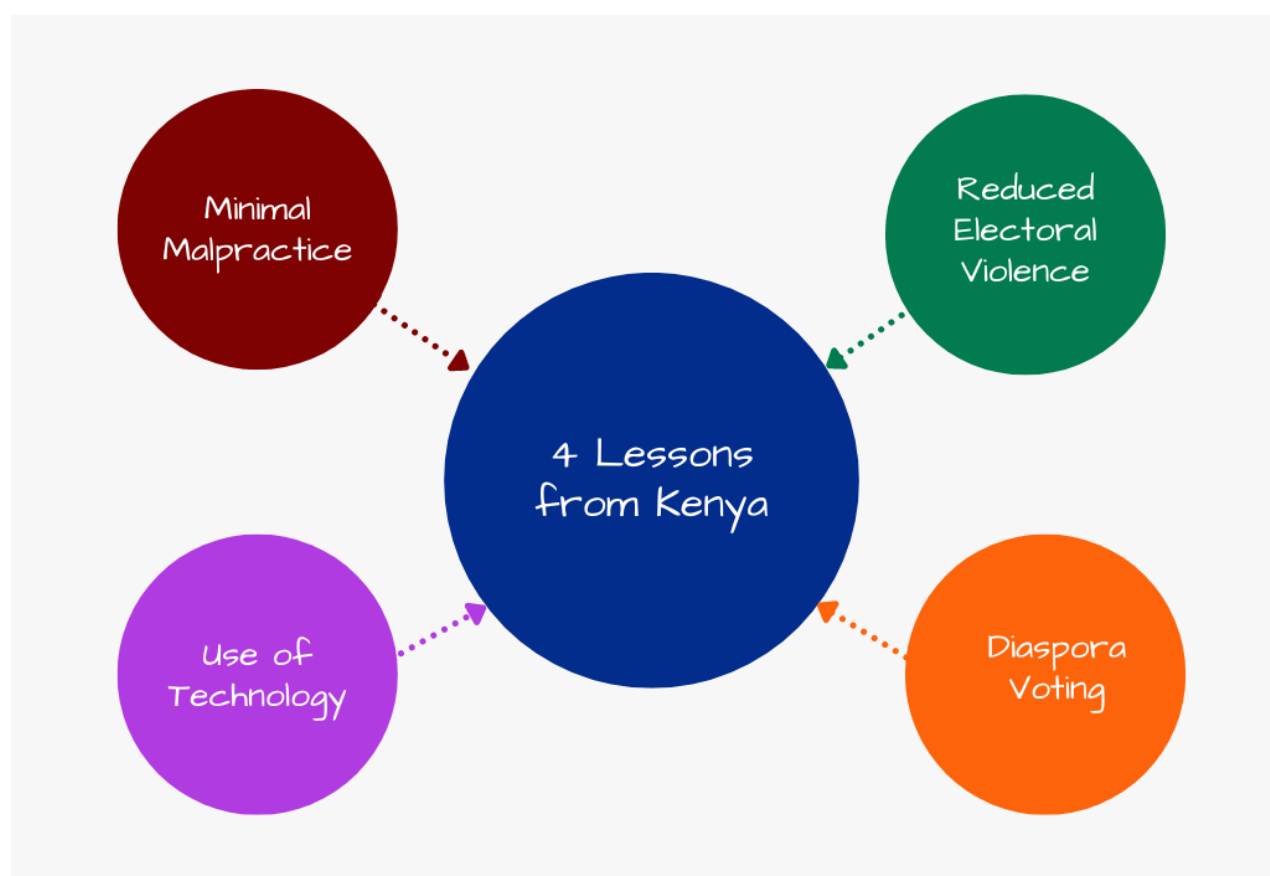 Minimal
Malpractice
Reduced
Electoral
Violence
4 Lessons
from Kenya
Use of
Technology
Diaspora
Voting